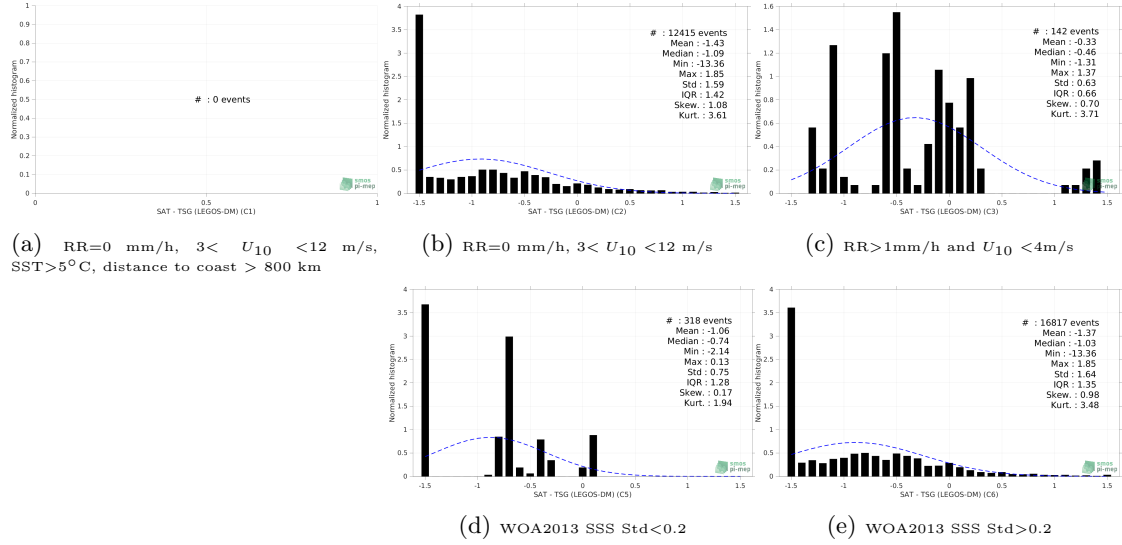 1
0.9
0.8
0.7
0.6
0.5
0.4
0.3
0.2
0.1
0
Normalized histogram
# : 0 events
smos
pi-mep
0 0.5 1
SAT - TSG (LEGOS-DM) (C1)
(a) RR=0 mm/h, 3< U10 <12 m/s,
SST>5°C, distance to coast > 800 km
4
3.5
3
2.5
2
1.5
1
0.5
0
Normalized histogram
# : 12415 events
Mean : -1.43
Median : -1.09
Min : -13.36
Max : 1.85
Std : 1.59
IQR : 1.42
Skew. : 1.08
Kurt. : 3.61
smos
pi-mep
-1.5 -1 -0.5 0 0.5 1 1.5
SAT - TSG (LEGOS-DM) (C2)
(b) RR=0 mm/h, 3< U10 <12 m/s
1.6
1.4
1.2
1
0.8
0.6
0.4
0.2
0
Normalized histogram
# : 142 events
Mean : -0.33
Median : -0.46
Min : -1.31
Max : 1.37
Std : 0.63
IQR : 0.66
Skew. : 0.70
Kurt. : 3.71
smos
pi-mep
-1.5 -1 -0.5 0 0.5 1 1.5
SAT - TSG (LEGOS-DM) (C3)
(c) RR>1mm/h and U10 <4m/s
4
3.5
3
2.5
2
1.5
1
0.5
0
Normalized histogram
# : 318 events
Mean : -1.06
Median : -0.74
Min : -2.14
Max : 0.13
Std : 0.75
IQR : 1.28
Skew. : 0.17
Kurt. : 1.94
smos
pi-mep
-1.5 -1 -0.5 0 0.5 1 1.5
SAT - TSG (LEGOS-DM) (C5)
(d) WOA2013 SSS Std<0.2
4
3.5
3
2.5
2
1.5
1
0.5
0
Normalized histogram
# : 16817 events
Mean : -1.37
Median : -1.03
Min : -13.36
Max : 1.85
Std : 1.64
IQR : 1.35
Skew. : 0.98
Kurt. : 3.48
smos
pi-mep
-1.5 -1 -0.5 0 0.5 1 1.5
SAT - TSG (LEGOS-DM) (C6)
(e) WOA2013 SSS Std>0.2